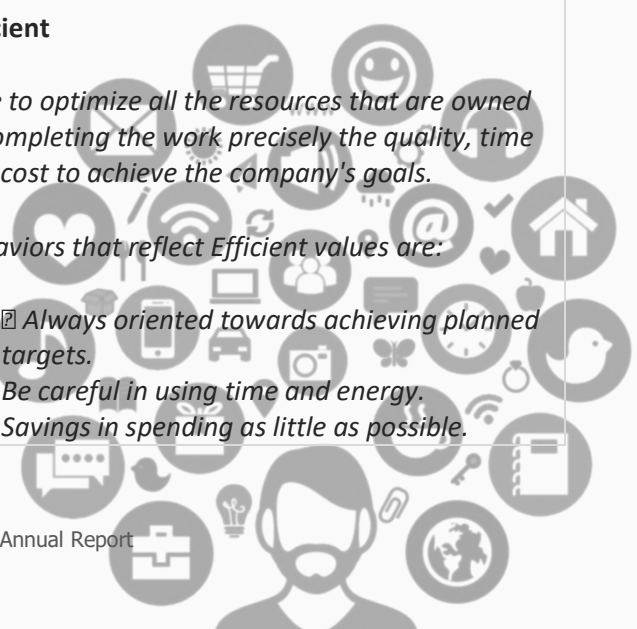 cient
e to optimize all the resources that are owned
ompleting the work precisely the quality, time
cost to achieve the company's goals.
aviors that reflect Efficient values are:
Always oriented towards achieving planned
targets.
Be careful in using time and energy.
Savings in spending as little as possible.
Annual Report